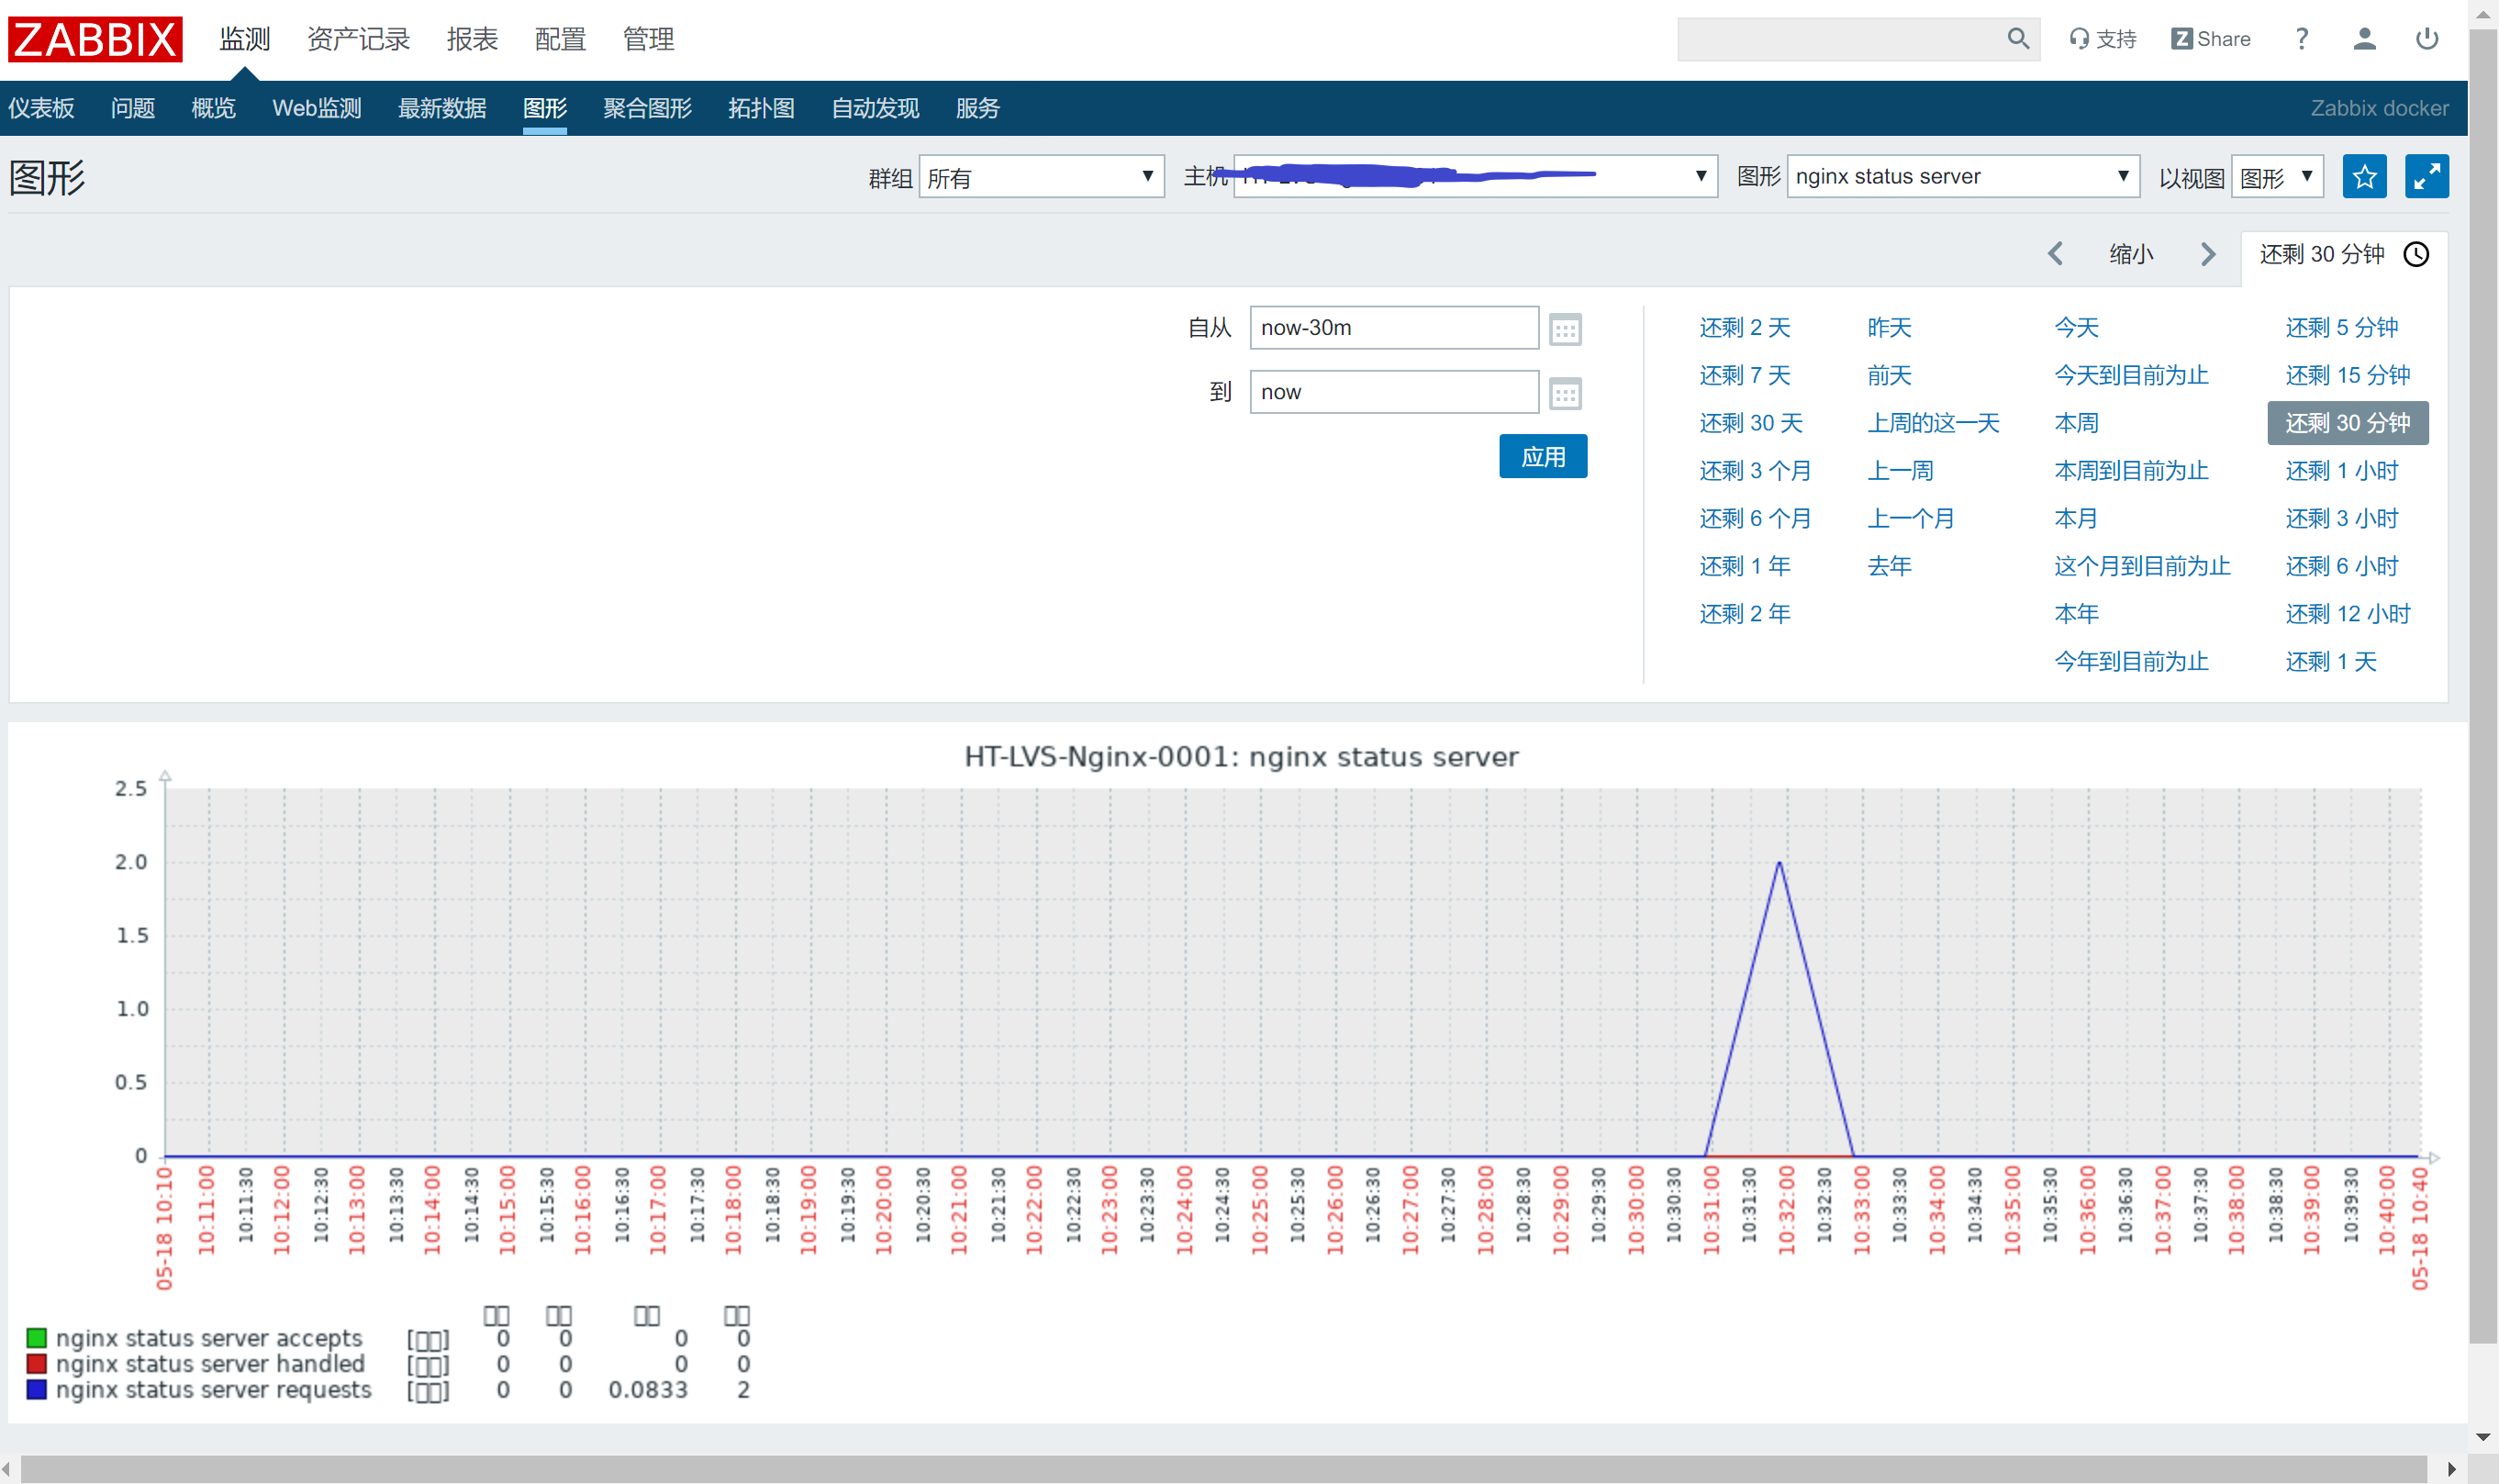 ZABBIX 监测 资产记录 报表 配置 管理 支持 Z Share ?
仪表板 问题 概览 Web监测 最新数据 图形 聚合图形 拓扑图 自动发现 服务 Zabbix docker
图形 群组 所有 主机 图形 nginx status server 以视图 图形
缩小 还剩 30 分钟
自从 now-30m
到 now
应用
还剩 2 天 昨天 今天 还剩 5 分钟
还剩 7 天 前天 今天到目前为止 还剩 15 分钟
还剩 30 天 上周的这一天 本周 还剩 30 分钟
还剩 3 个月 上一周 本周到目前为止 还剩 1 小时
还剩 6 个月 上一个月 本月 还剩 3 小时
还剩 1 年 去年 这个月到目前为止 还剩 6 小时
还剩 2 年 本年 还剩 12 小时
今年到目前为止 还剩 1 天
HT-LVS-Nginx-0001: nginx status server
2.5
2.0
1.5
1.0
0.5
0
05-18 10:10 10:11:00 10:11:30 10:12:00 10:12:30 10:13:00 10:13:30 10:14:00 10:14:30 10:15:00 10:15:30 10:16:00 10:16:30 10:17:00 10:17:30 10:18:00 10:18:30 10:19:00 10:19:30 10:20:00 10:20:30 10:21:00 10:21:30 10:22:00 10:22:30 10:23:00 10:23:30 10:24:00 10:24:30 10:25:00 10:25:30 10:26:00 10:26:30 10:27:00 10:27:30 10:28:00 10:28:30 10:29:00 10:29:30 10:30:00 10:30:30 10:31:00 10:31:30 10:32:00 10:32:30 10:33:00 10:33:30 10:34:00 10:34:30 10:35:00 10:35:30 10:36:00 10:36:30 10:37:00 10:37:30 10:38:00 10:38:30 10:39:00 10:39:30 10:40:00 05-18 10:40
nginx status server accepts [□□] 0 0 0 0
nginx status server handled [□□] 0 0 0 0
nginx status server requests [□□] 0 0 0.0833 2